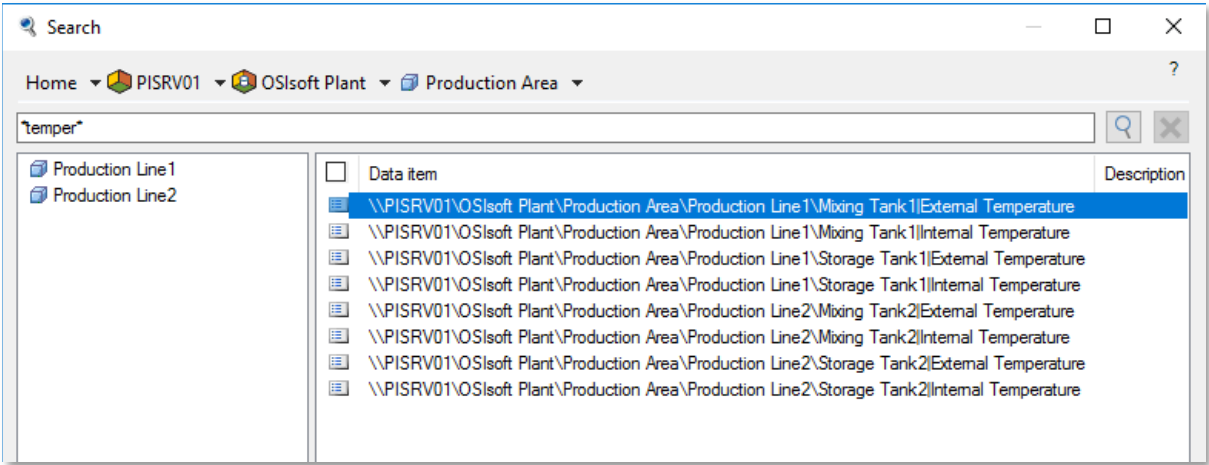 Search
Home PISRV01 OSIsoft Plant Production Area ?
*temper*
Production Line1
Production Line2
Data item Description
\\PISRV01\OSIsoft Plant\Production Area\Production Line1\Mixing Tank1|External Temperature
\\PISRV01\OSIsoft Plant\Production Area\Production Line1\Mixing Tank1|Internal Temperature
\\PISRV01\OSIsoft Plant\Production Area\Production Line1\Storage Tank1|External Temperature
\\PISRV01\OSIsoft Plant\Production Area\Production Line1\Storage Tank1|Internal Temperature
\\PISRV01\OSIsoft Plant\Production Area\Production Line2\Mixing Tank2|External Temperature
\\PISRV01\OSIsoft Plant\Production Area\Production Line2\Mixing Tank2|Internal Temperature
\\PISRV01\OSIsoft Plant\Production Area\Production Line2\Storage Tank2|External Temperature
\\PISRV01\OSIsoft Plant\Production Area\Production Line2\Storage Tank2|Internal Temperature